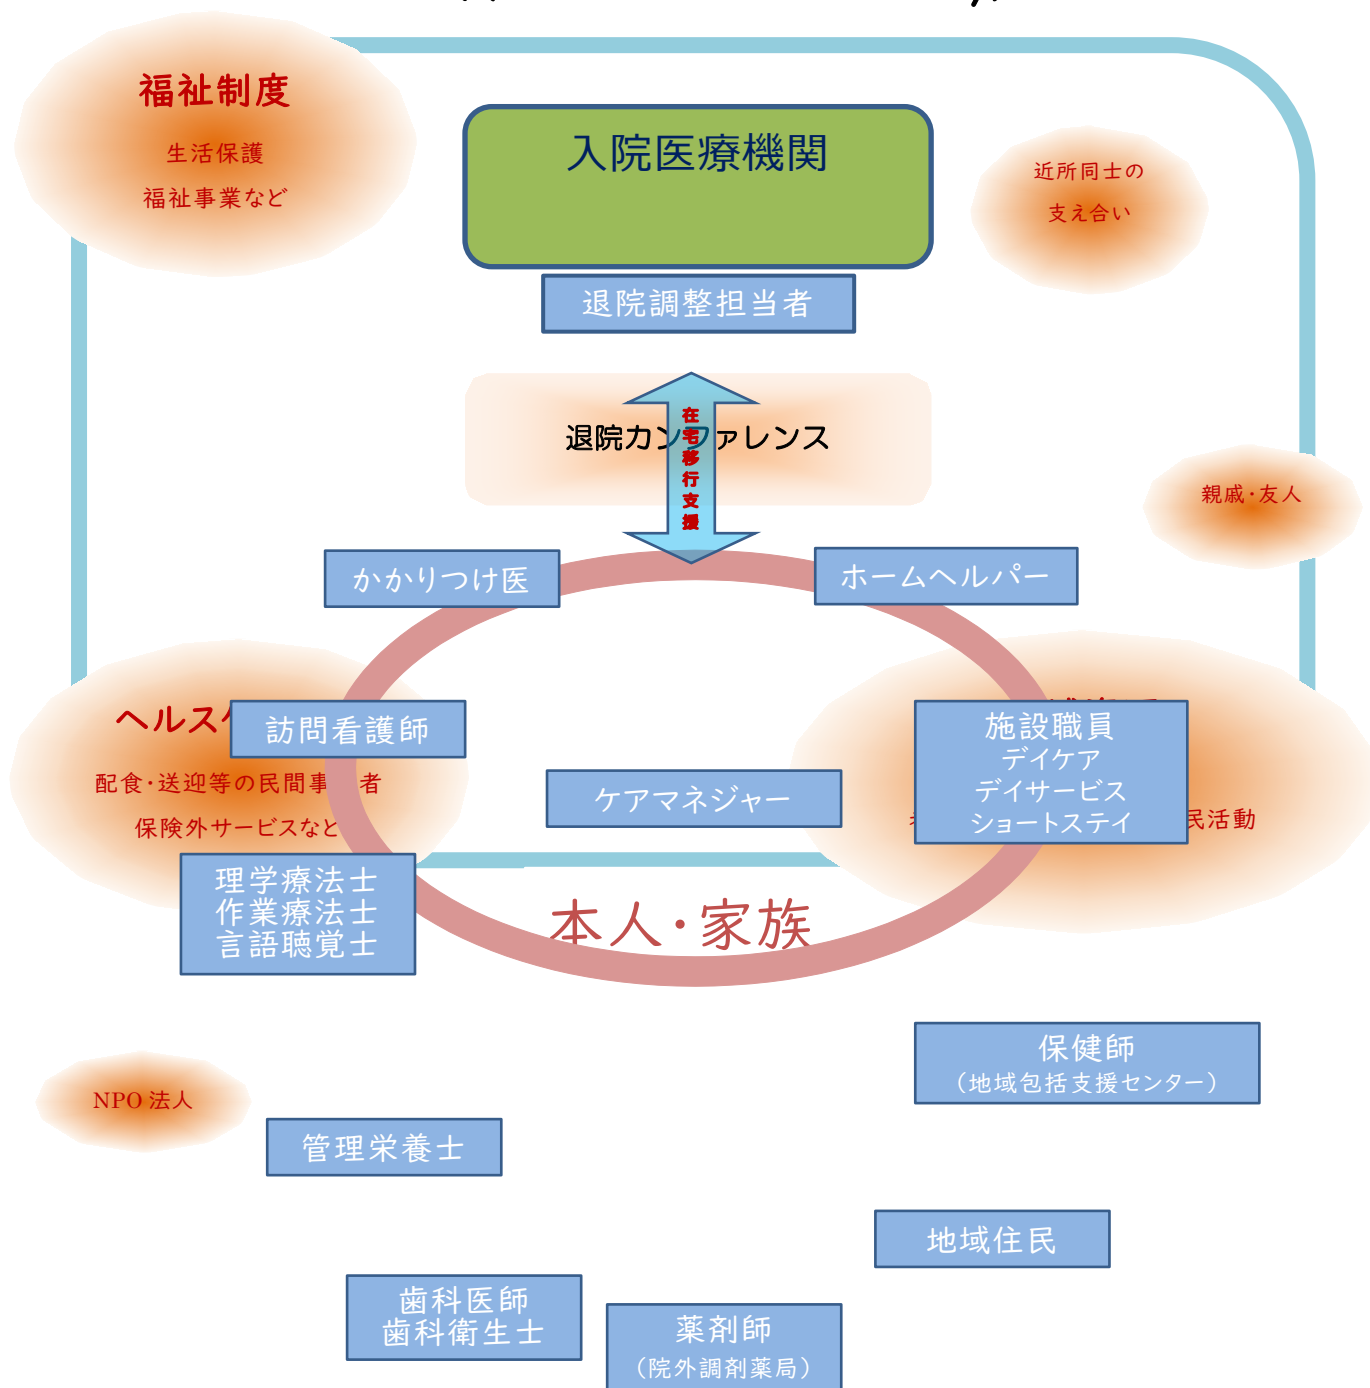 福祉制度
生活保護
福祉事業など
入院医療機関
近所同士の
支え合い
退院調整担当者
退院カンファレンス
在宅移行支援
親戚・友人
かかりつけ医
ホームヘルパー
ヘルス
訪問看護師
配食・送迎等の民間事 者
保険外サービスなど
ケアマネジャー
施設職員
デイケア
デイサービス
ショートステイ
民活動
理学療法士
作業療法士
言語聴覚士
本人・家族
保健師
（地域包括支援センター）
NPO 法人
管理栄養士
地域住民
歯科医師
歯科衛生士
薬剤師
（院外調剤薬局）